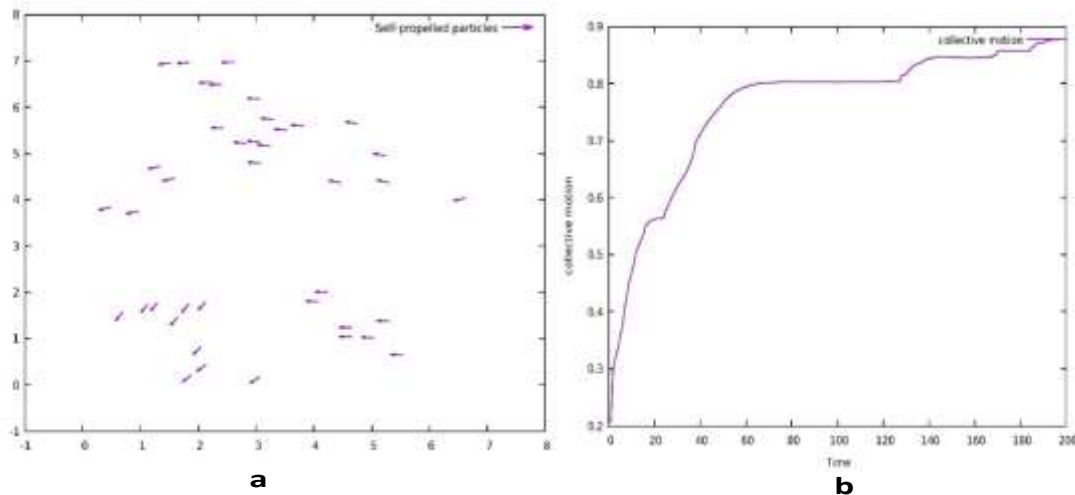 8
7
6
5
4
3
2
1
0
-1
-1 0 1 2 3 4 5 6 7 8
Self propelled particles
a
0.9
0.8
0.7
0.6
0.5
0.4
0.3
0.2
0 20 40 60 80 100 120 140 160 180 200
collective motion
collective motion
Time
b